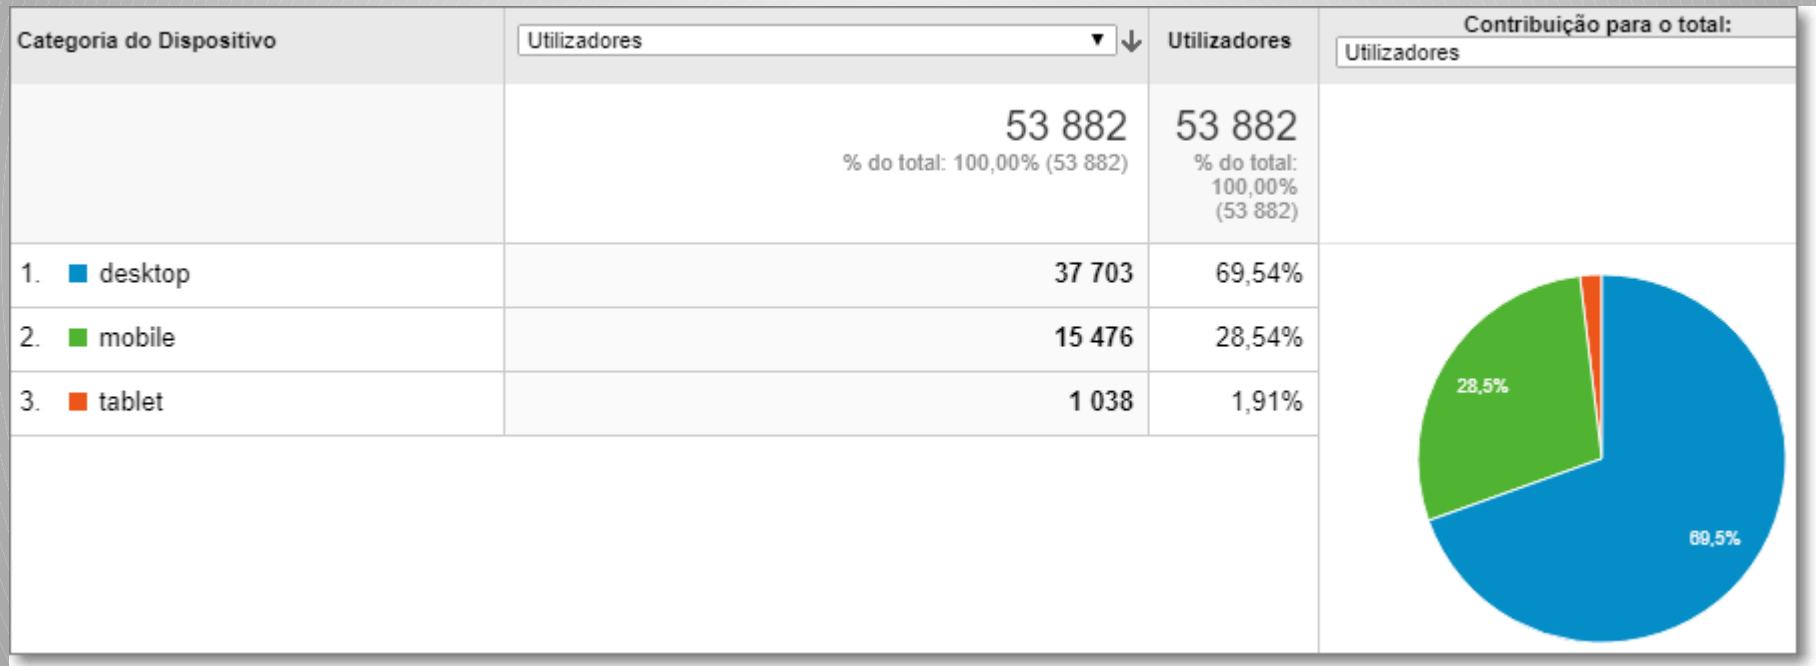 Categoria do Dispositivo
Utilizadores
Utilizadores
Contribuição para o total:
Utilizadores
53 882
% do total: 100,00% (53 882)
53 882
% do total:
100,00%
(53 882)
1. desktop 37 703 69,54%
2. mobile 15 476 28,54%
3. tablet 1 038 1,91%
28,5%
69,5%